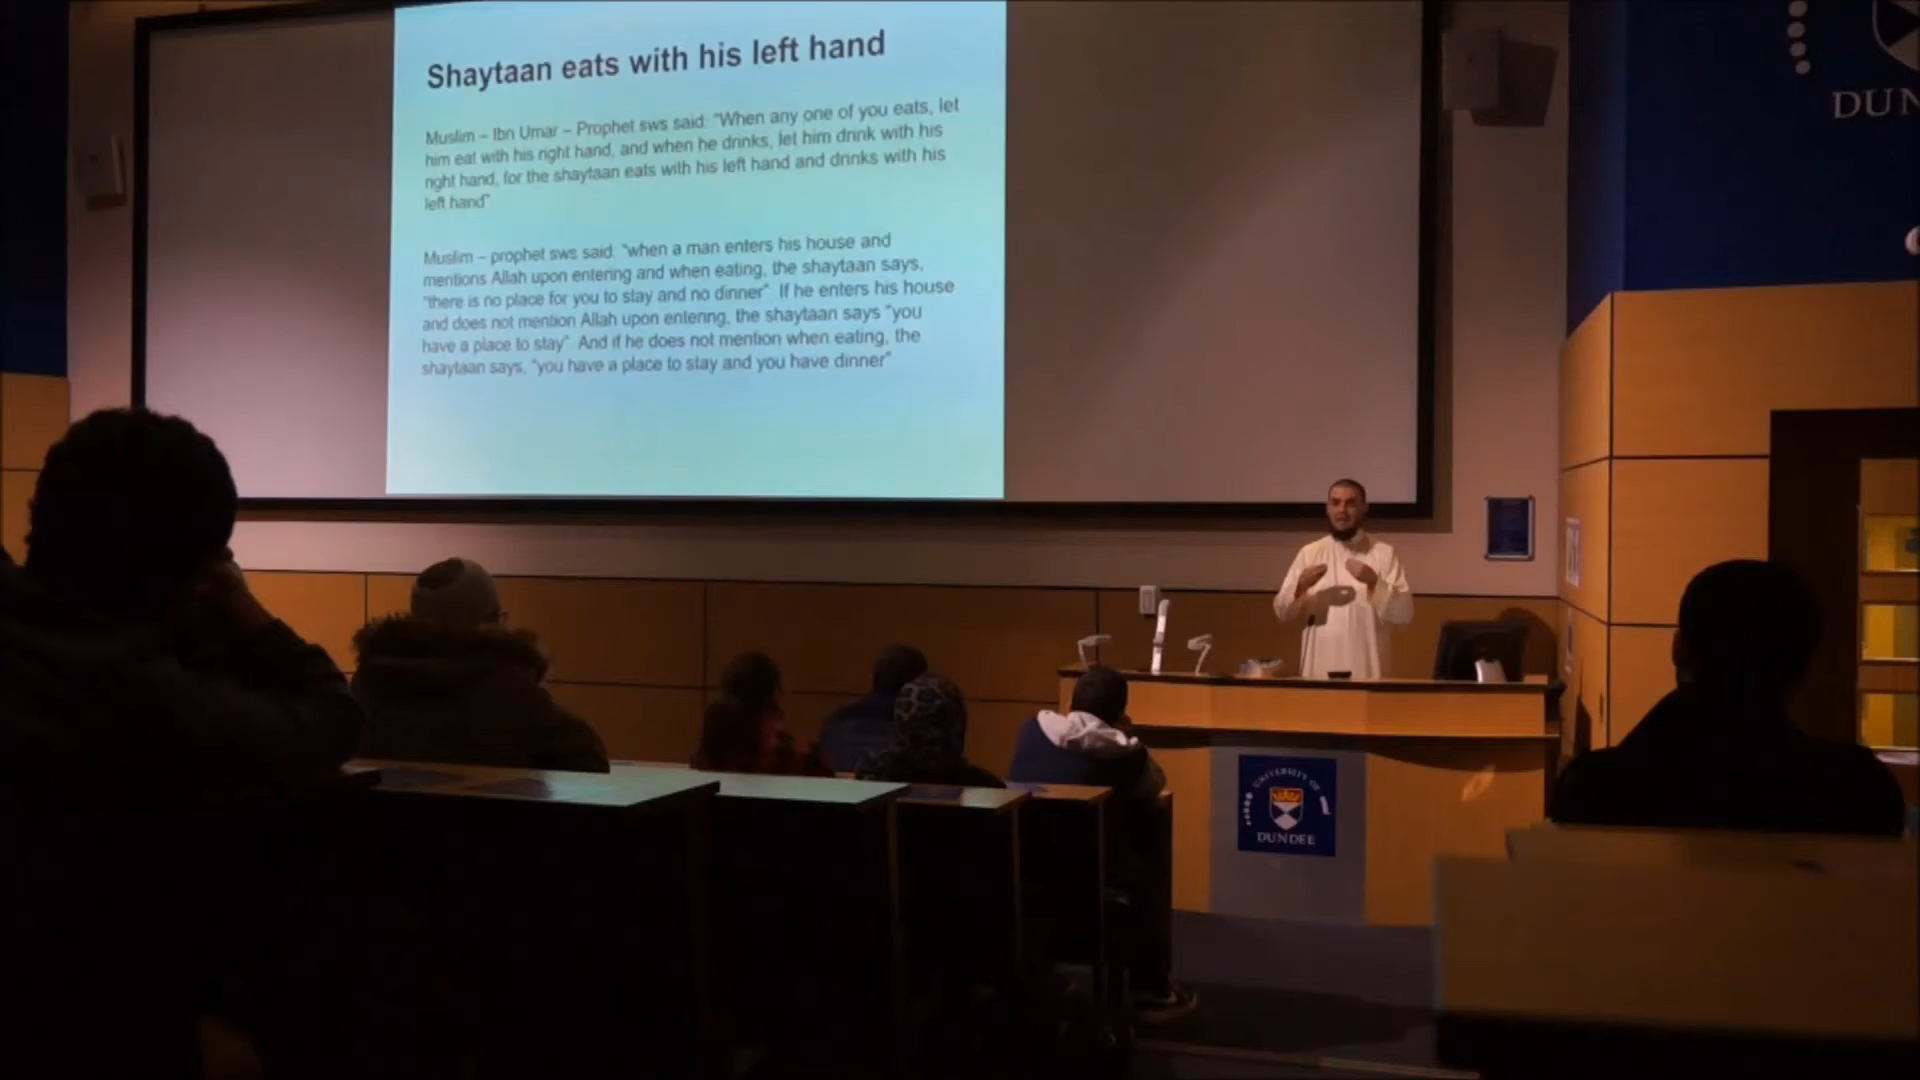 Shaytaan eats with his left hand
Muslim – Ibn Umar – Prophet sws said: "When any one of you eats, let
him eat with his right hand, and when he drinks, let him drink with his
right hand, for the shaytaan eats with his left hand and drinks with his
left hand"
Muslim – prophet sws said: "when a man enters his house and
mentions Allah upon entering and when eating, the shaytaan says,
"there is no place for you to stay and no dinner". If he enters his house
and does not mention Allah upon entering, the shaytaan says "you
have a place to stay". And if he does not mention when eating, the
shaytaan says, "you have a place to stay and you have dinner"
DUN
UNIVERSITY OF
DUNDEE